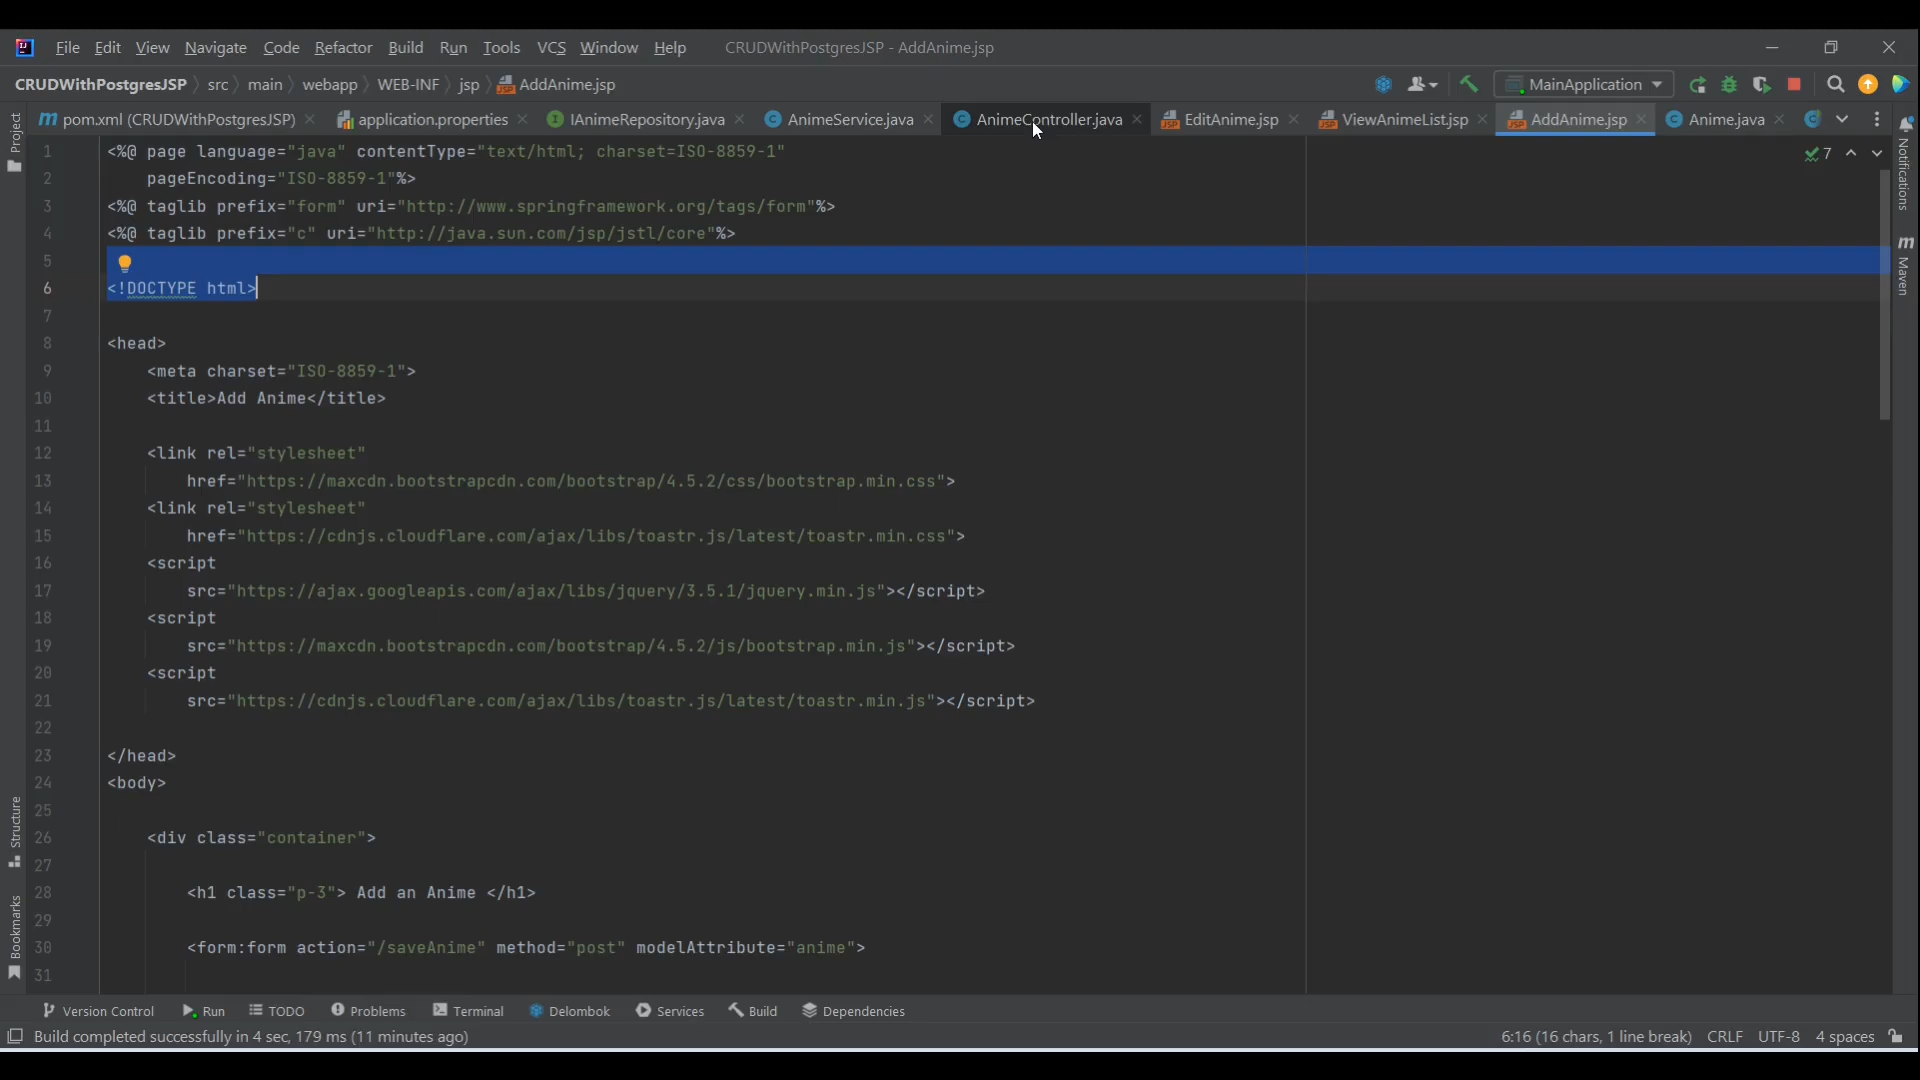 File Edit View Navigate Code Refactor Build Run Tools VCS Window Help CRUDWithPostgresJSP - AddAnime.jsp
CRUDWithPostgresJSP src main webapp WEB-INF jsp AddAnime.jsp MainApplication
pom.xml (CRUDWithPostgresJSP) application.properties IAnimeRepository.java AnimeService.java AnimeController.java EditAnime.jsp ViewAnimeList.jsp AddAnime.jsp Anime.java
Project
Structure
Bookmarks
1 <%@ page language="java" contentType="text/html; charset=ISO-8859-1"
2 pageEncoding="ISO-8859-1"%>
3 <%@ taglib prefix="form" uri="http://www.springframework.org/tags/form"%>
4 <%@ taglib prefix="c" uri="http://java.sun.com/jsp/jstl/core"%>
5
6 <!DOCTYPE html>
7
8 <head>
9 <meta charset="ISO-8859-1">
10 <title>Add Anime</title>
11
12 <link rel="stylesheet"
13 href="https://maxcdn.bootstrapcdn.com/bootstrap/4.5.2/css/bootstrap.min.css">
14 <link rel="stylesheet"
15 href="https://cdnjs.cloudflare.com/ajax/libs/toastr.js/latest/toastr.min.css">
16 <script
17 src="https://ajax.googleapis.com/ajax/libs/jquery/3.5.1/jquery.min.js"></script>
18 <script
19 src="https://maxcdn.bootstrapcdn.com/bootstrap/4.5.2/js/bootstrap.min.js"></script>
20 <script
21 src="https://cdnjs.cloudflare.com/ajax/libs/toastr.js/latest/toastr.min.js"></script>
22
23 </head>
24 <body>
25
26 <div class="container">
27
28 <h1 class="p-3"> Add an Anime </h1>
29
30 <form:form action="/saveAnime" method="post" modelAttribute="anime">
31
7
Notifications
Maven
Version Control Run TODO Problems Terminal Delombok Services Build Dependencies
Build completed successfully in 4 sec, 179 ms (11 minutes ago) 6:16 (16 chars, 1 line break) CRLF UTF-8 4 spaces